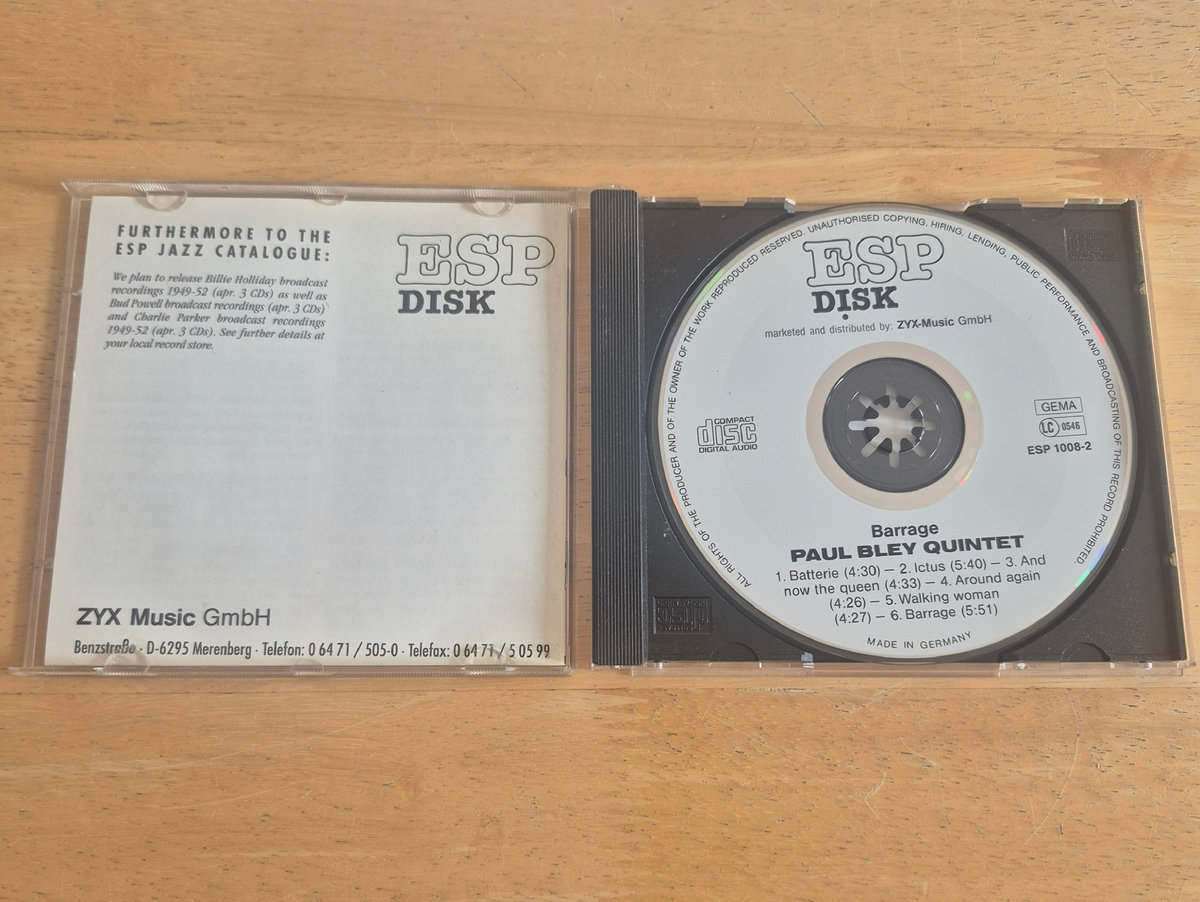 FURTHERMORE TO THE
ESP JAZZ CATALOGUE:
We plan to release Billie Holliday broadcast
recordings 1949-52 (apr. 3 CDs) as well as
Bud Powell broadcast recordings (apr. 3 CDs)
and Charlie Parker broadcast recordings
1949-52 (apr. 3 CDs). See further details at
your local record store.
ESP
DISK
ZYX Music GmbH
Benzstraße · D-6295 Merenberg · Telefon: 0 64 71 / 505-0 · Telefax: 0 64 71 / 5 05 99
ALL RIGHTS OF THE PRODUCER AND OF THE OWNER OF THE WORK REPRODUCED RESERVED. UNAUTHORISED COPYING, HIRING, LENDING, PUBLIC PERFORMANCE AND BROADCASTING OF THIS RECORD PROHIBITED.
ESP
DISK
marketed and distributed by: ZYX-Music GmbH
COMPACT
disc
DIGITAL AUDIO
GEMA
LC 0546
ESP 1008-2
Barrage
PAUL BLEY QUINTET
1. Batterie (4:30) – 2. Ictus (5:40) – 3. And
now the queen (4:33) – 4. Around again
(4:26) – 5. Walking woman
(4:27) – 6. Barrage (5:51)
MADE IN GERMANY